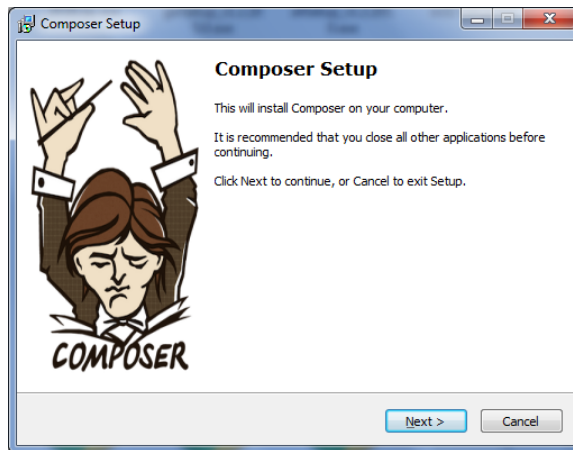 Composer Setup
Composer Setup
This will install Composer on your computer.
It is recommended that you close all other applications before
continuing.
Click Next to continue, or Cancel to exit Setup.
COMPOSER
Next >
Cancel